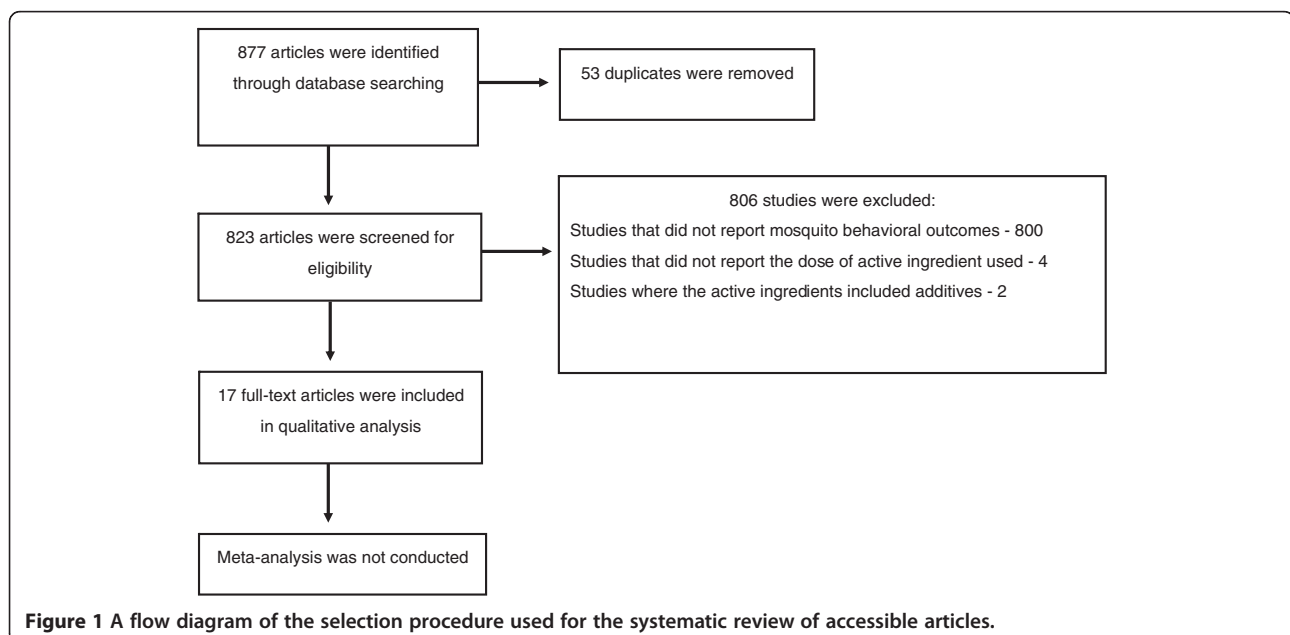 877 articles were identified
through database searching
53 duplicates were removed
806 studies were excluded:
Studies that did not report mosquito behavioral outcomes - 800
Studies that did not report the dose of active ingredient used - 4
Studies where the active ingredients included additives - 2
823 articles were screened for
eligibility
17 full-text articles were included
in qualitative analysis
Meta-analysis was not conducted
Figure 1 A flow diagram of the selection procedure used for the systematic review of accessible articles.